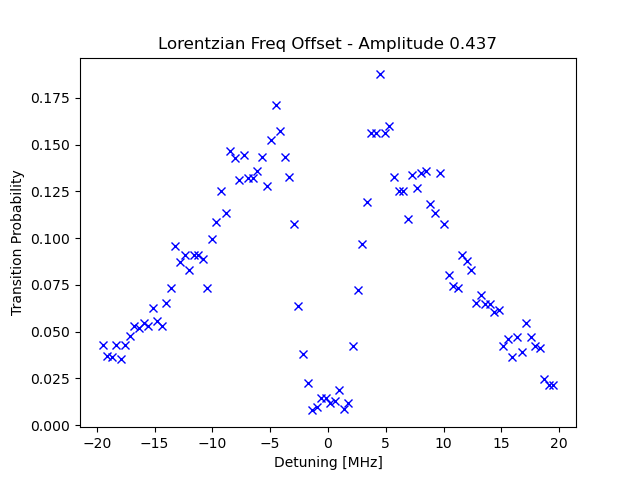 Lorentzian Freq Offset - Amplitude 0.437
Transition Probability
0.175
0.150
0.125
0.100
0.075
0.050
0.025
0.000
−20 −15 −10 −5 0 5 10 15 20
Detuning [MHz]